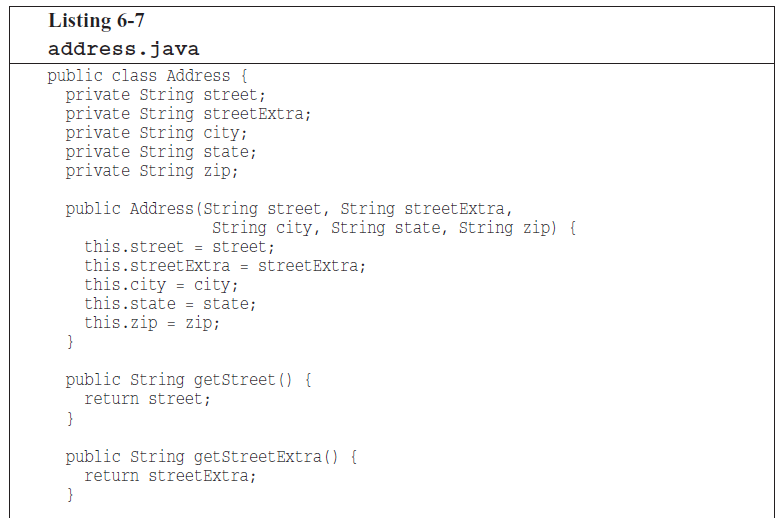 Listing 6-7
address.java
public class Address {
private String street;
private String streetExtra;
private String city;
private String state;
private String zip;
public Address(String street, String streetExtra,
String city, String state, String zip) {
this.street = street;
this.streetExtra = streetExtra;
this.city = city;
this.state = state;
this.zip = zip;
}
public String getStreet() {
return street;
}
public String getStreetExtra() {
return streetExtra;
}